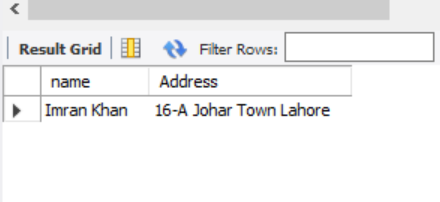 Result Grid Filter Rows:
name Address
Imran Khan 16-A Johar Town Lahore